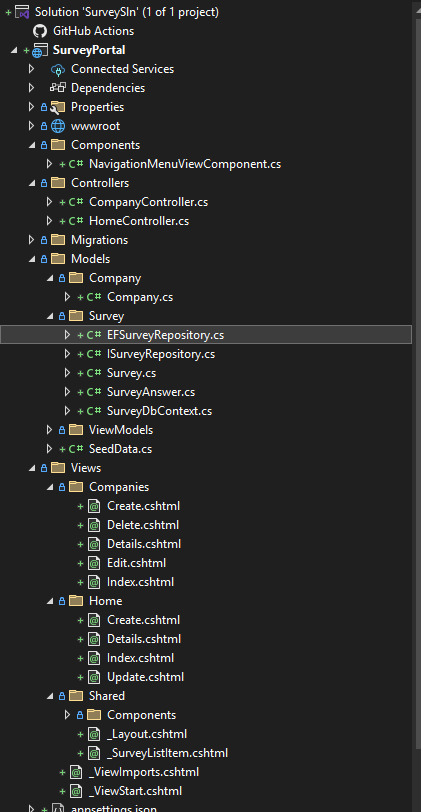 Solution 'SurveySln' (1 of 1 project)
GitHub Actions
SurveyPortal
Connected Services
Dependencies
Properties
wwwroot
Components
C# NavigationMenuViewComponent.cs
Controllers
C# CompanyController.cs
C# HomeController.cs
Migrations
Models
Company
C# Company.cs
Survey
C# EFSurveyRepository.cs
C# ISurveyRepository.cs
C# Survey.cs
C# SurveyAnswer.cs
C# SurveyDbContext.cs
ViewModels
C# SeedData.cs
Views
Companies
Create.cshtml
Delete.cshtml
Details.cshtml
Edit.cshtml
Index.cshtml
Home
Create.cshtml
Details.cshtml
Index.cshtml
Update.cshtml
Shared
Components
_Layout.cshtml
_SurveyListItem.cshtml
_ViewImports.cshtml
_ViewStart.cshtml
appsettings.json